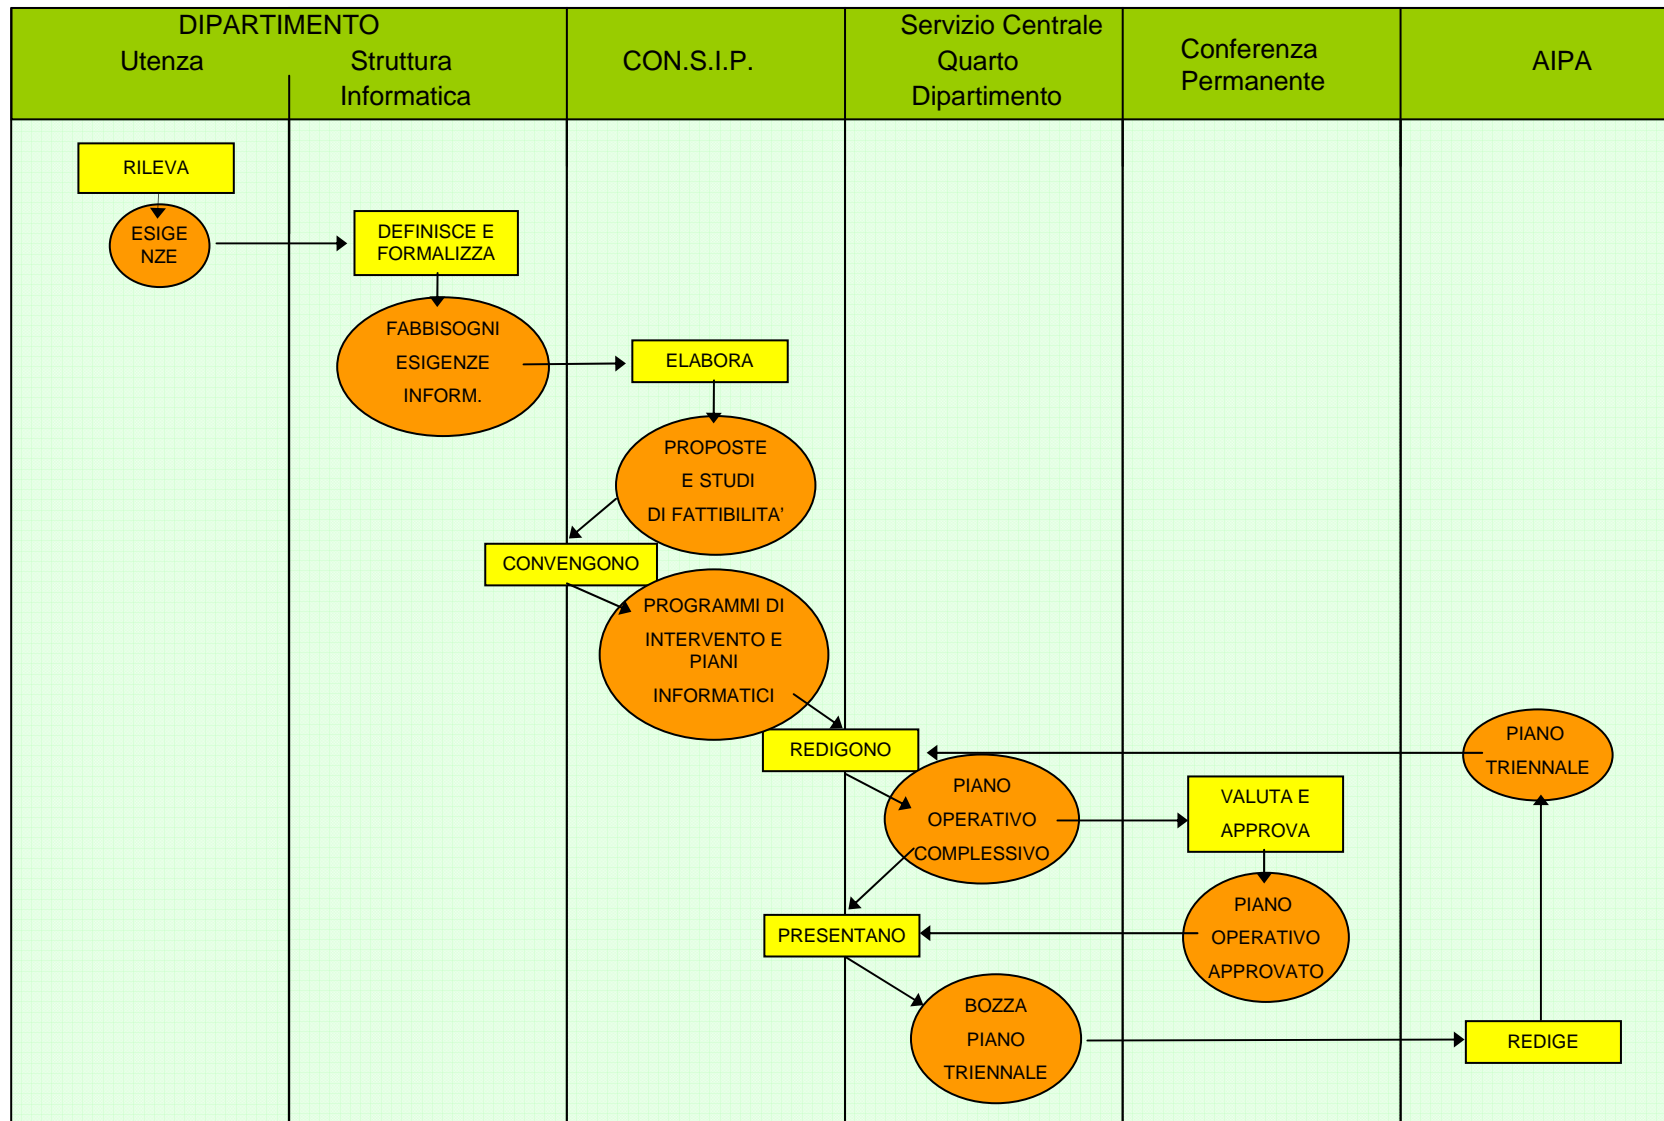 DIPARTIMENTO
Utenza
Struttura
Informatica
CON.S.I.P.
Servizio Centrale
Quarto
Dipartimento
Conferenza
Permanente
AIPA
RILEVA
ESIGE
NZE
DEFINISCE E
FORMALIZZA
FABBISOGNI
ESIGENZE
INFORM.
ELABORA
PROPOSTE
E STUDI
DI FATTIBILITA’
CONVENGONO
PROGRAMMI DI
INTERVENTO E
PIANI
INFORMATICI
REDIGONO
PIANO
TRIENNALE
PIANO
OPERATIVO
COMPLESSIVO
VALUTA E
APPROVA
PIANO
OPERATIVO
APPROVATO
PRESENTANO
BOZZA
PIANO
TRIENNALE
REDIGE